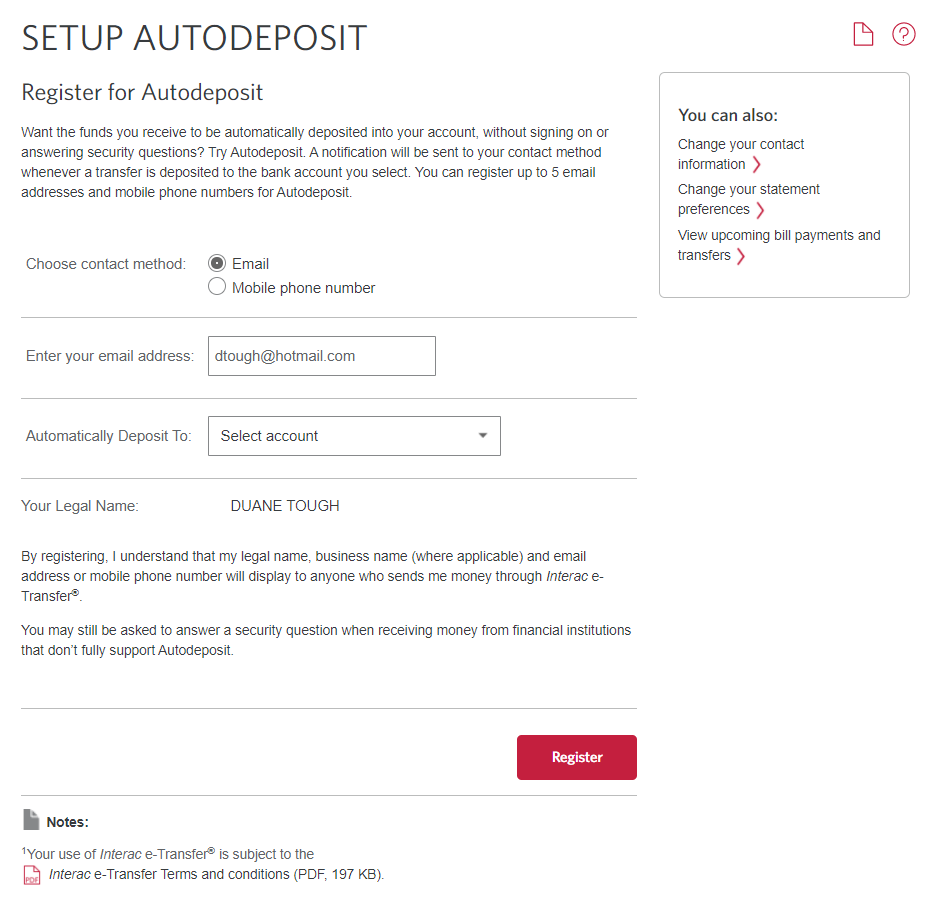 SETUP AUTODEPOSIT
Register for Autodeposit
Want the funds you receive to be automatically deposited into your account, without signing on or
answering security questions? Try Autodeposit. A notification will be sent to your contact method
whenever a transfer is deposited to the bank account you select. You can register up to 5 email
addresses and mobile phone numbers for Autodeposit.
Choose contact method:
Email
Mobile phone number
Enter your email address:
dtough@hotmail.com
Automatically Deposit To:
Select account
Your Legal Name:
DUANE TOUGH
By registering, I understand that my legal name, business name (where applicable) and email
address or mobile phone number will display to anyone who sends me money through Interac e-
Transfer®.
You may still be asked to answer a security question when receiving money from financial institutions
that don’t fully support Autodeposit.
Register
Notes:
¹Your use of Interac e-Transfer® is subject to the
PDF Interac e-Transfer Terms and conditions (PDF, 197 KB).
?
You can also:
Change your contact
information
Change your statement
preferences
View upcoming bill payments and
transfers